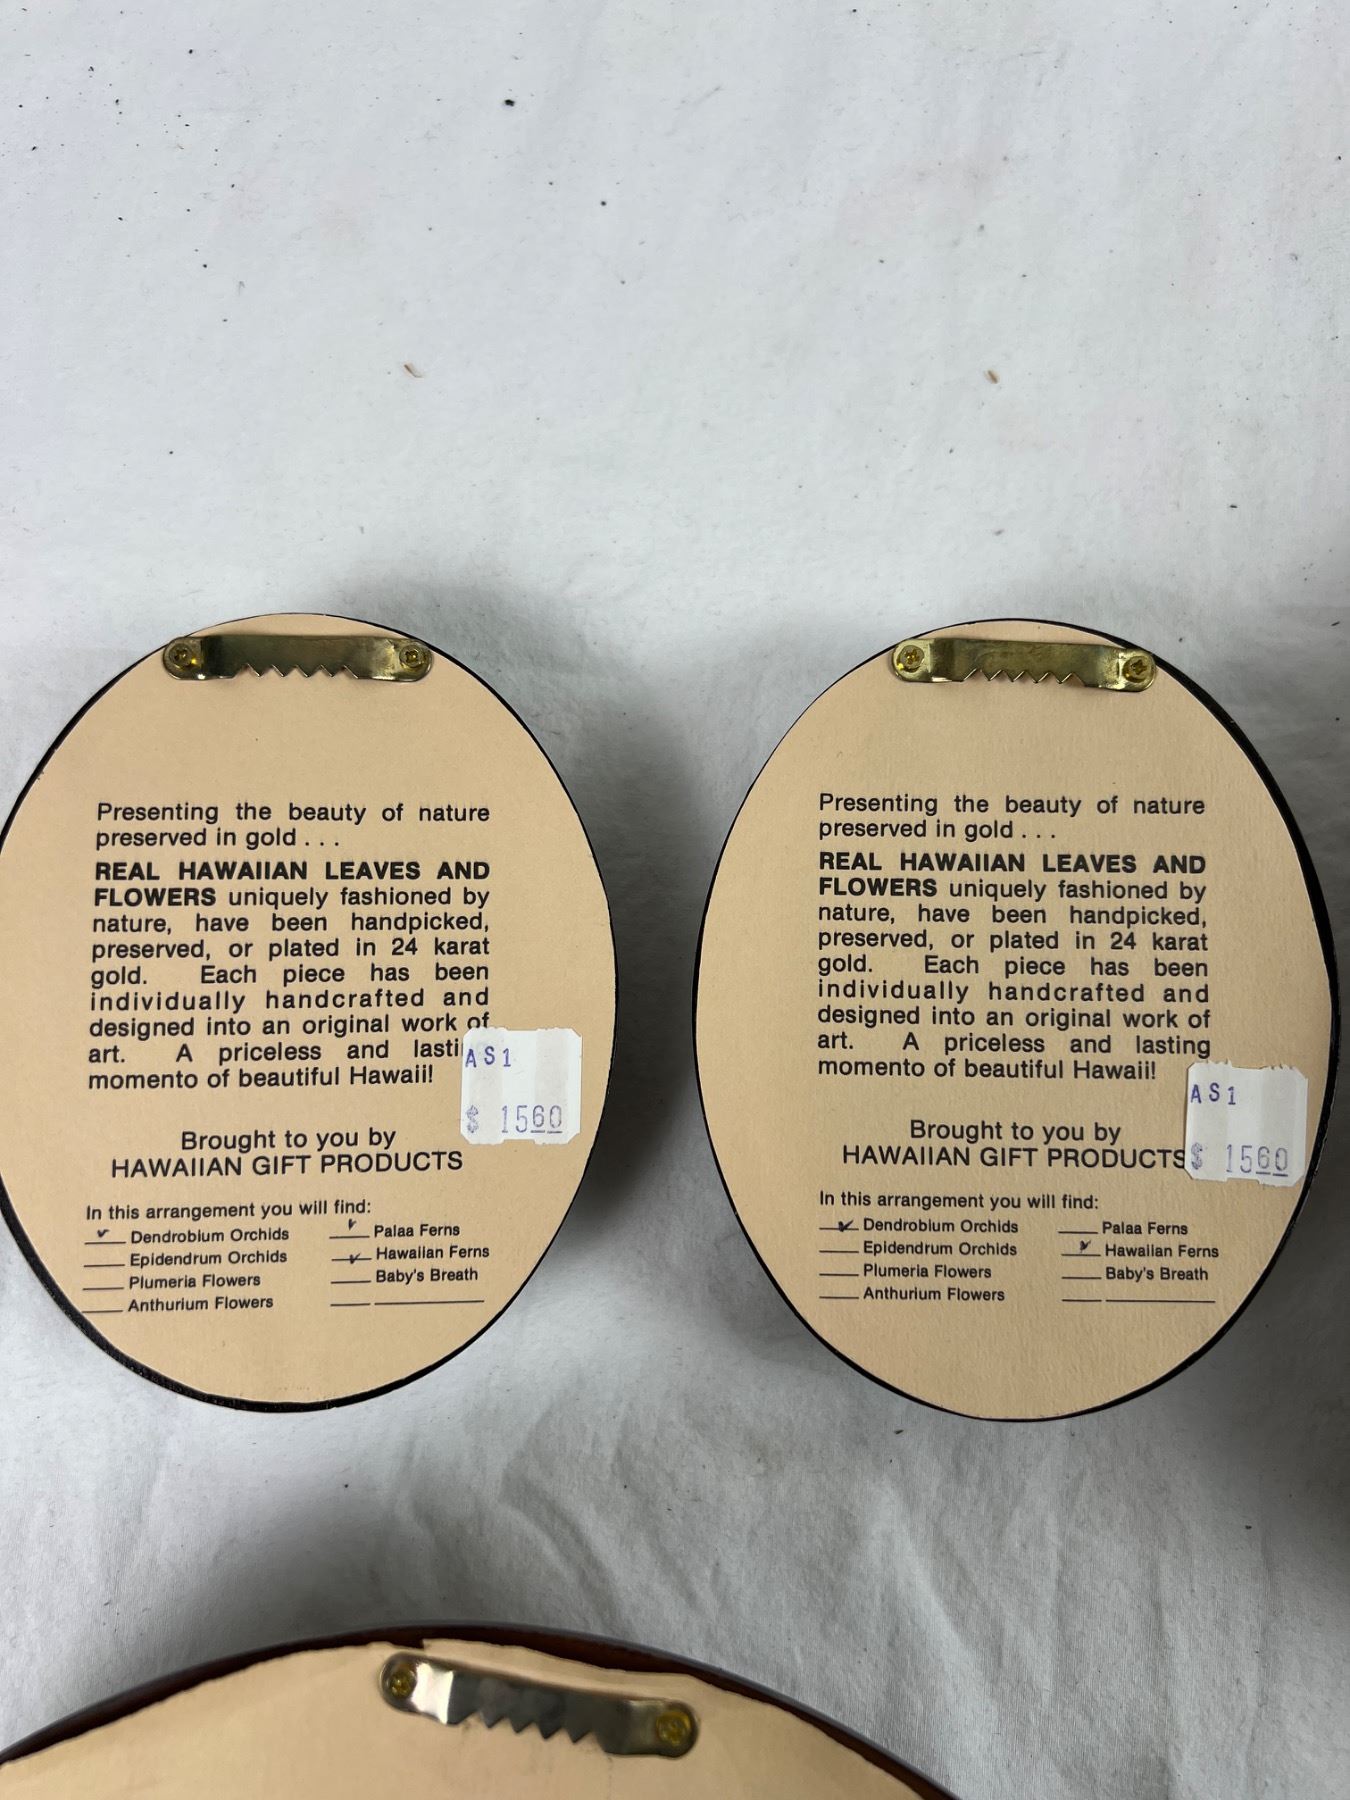 Presenting the beauty of nature
preserved in gold . . .
REAL HAWAIIAN LEAVES AND
FLOWERS uniquely fashioned by
nature, have been handpicked,
preserved, or plated in 24 karat
gold. Each piece has been
individually handcrafted and
designed into an original work of
art. A priceless and lasti
momento of beautiful Hawaii!
AS1
$ 1560
Brought to you by
HAWAIIAN GIFT PRODUCTS
In this arrangement you will find:
✓ Dendrobium Orchids ✓ Palaa Ferns
Epidendrum Orchids ✓ Hawaiian Ferns
Plumeria Flowers Baby's Breath
Anthurium Flowers
Presenting the beauty of nature
preserved in gold . . .
REAL HAWAIIAN LEAVES AND
FLOWERS uniquely fashioned by
nature, have been handpicked,
preserved, or plated in 24 karat
gold. Each piece has been
individually handcrafted and
designed into an original work of
art. A priceless and lasting
momento of beautiful Hawaii!
AS1
$ 1560
Brought to you by
HAWAIIAN GIFT PRODUCTS
In this arrangement you will find:
✓ Dendrobium Orchids Palaa Ferns
Epidendrum Orchids ✓ Hawaiian Ferns
Plumeria Flowers Baby's Breath
Anthurium Flowers